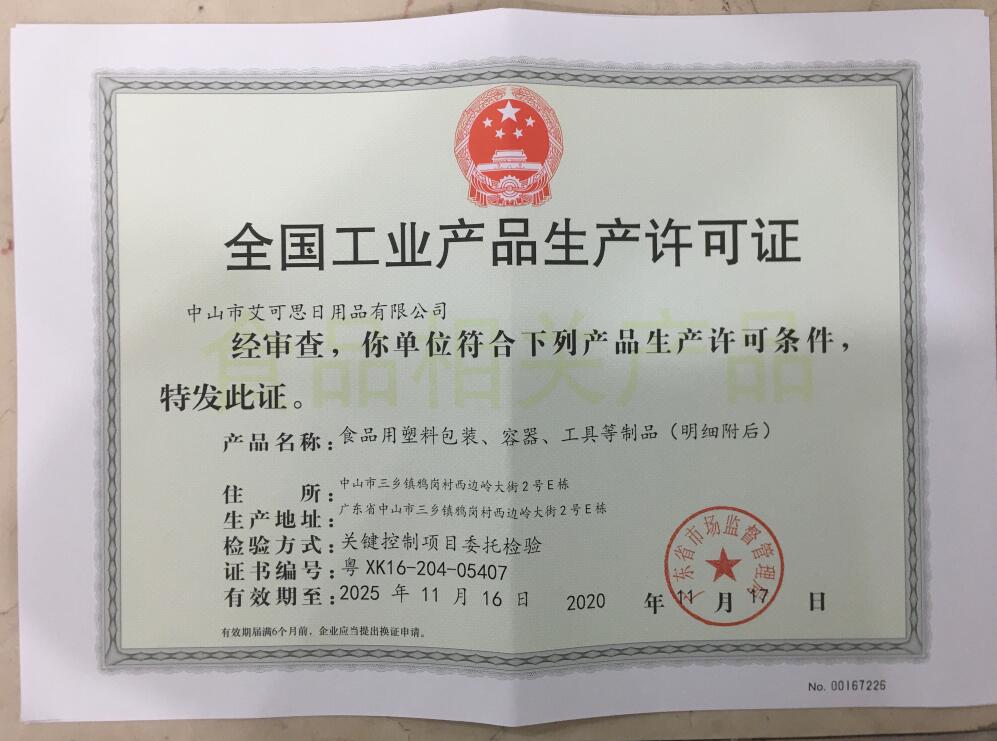 全国工业产品生产许可证
中山市艾可思日用品有限公司
食品相关产品
经审查，你单位符合下列产品生产许可条件，
特发此证。
产品名称：食品用塑料包装、容器、工具等制品（明细附后）
住 所：中山市三乡镇鸦岗村西边岭大街2号E栋
生产地址：广东省中山市三乡镇鸦岗村西边岭大街2号E栋
检验方式：关键控制项目委托检验
证书编号：粤XK16-204-05407
有效期至：2025 年 11 月 16 日
2020 年 11 月 17 日
广东省市场监督管理局
有效期届满6个月前，企业应当提出换证申请。
No. 00167226